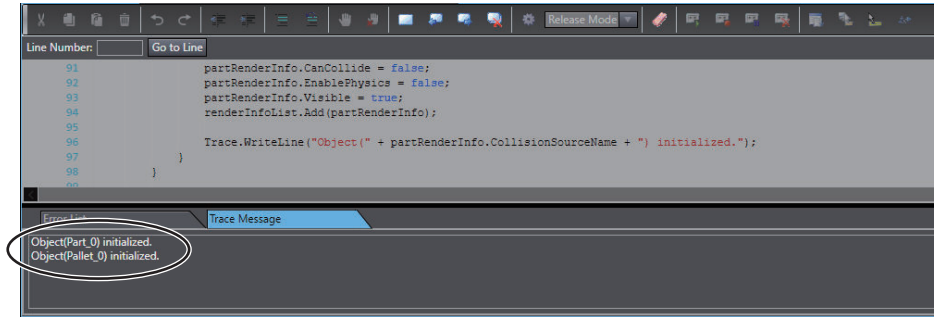 Release Mode
Line Number: Go to Line
91 partRenderInfo.CanCollide = false;
92 partRenderInfo.EnablePhysics = false;
93 partRenderInfo.Visible = true;
94 renderInfoList.Add(partRenderInfo);
95
96 Trace.WriteLine("Object(" + partRenderInfo.CollisionSourceName + ") initialized.");
97 }
98 }
99
Error List Trace Message
Object(Part_0) initialized.
Object(Pallet_0) initialized.